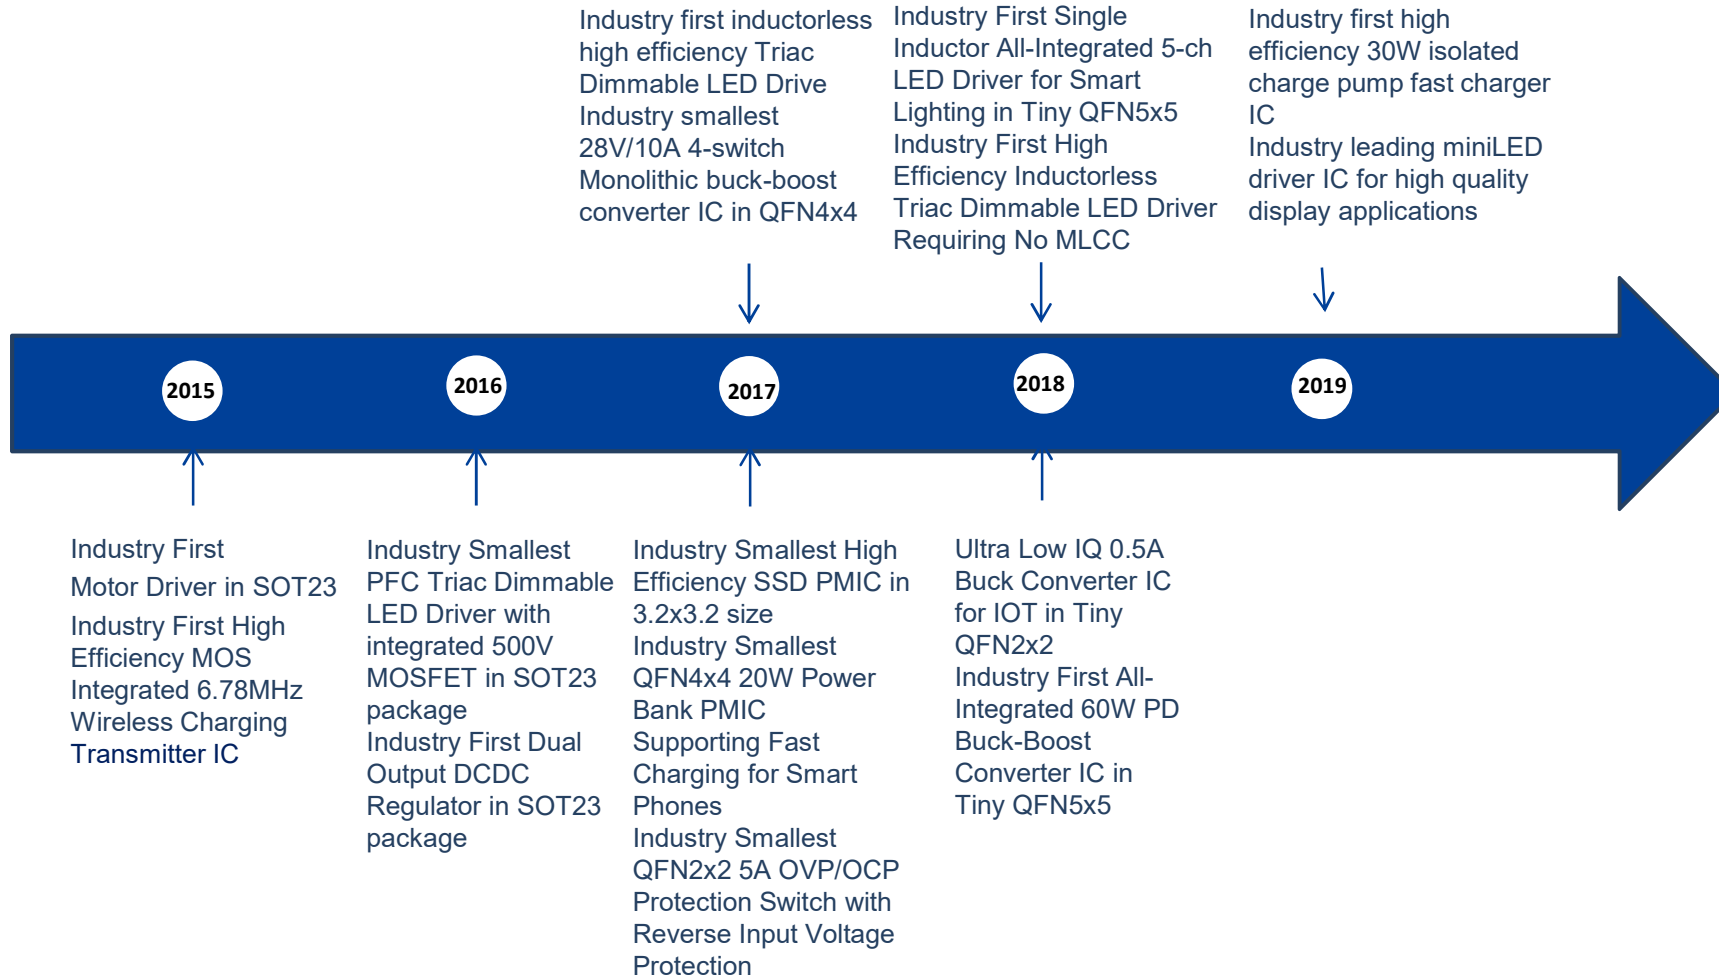 Industry first inductorless
high efficiency Triac
Dimmable LED Drive
Industry smallest
28V/10A 4-switch
Monolithic buck-boost
converter IC in QFN4x4
Industry First Single
Inductor All-Integrated 5-ch
LED Driver for Smart
Lighting in Tiny QFN5x5
Industry First High
Efficiency Inductorless
Triac Dimmable LED Driver
Requiring No MLCC
Industry first high
efficiency 30W isolated
charge pump fast charger
IC
Industry leading miniLED
driver IC for high quality
display applications
2015
2016
2017
2018
2019
Industry First
Motor Driver in SOT23
Industry First High
Efficiency MOS
Integrated 6.78MHz
Wireless Charging
Transmitter IC
Industry Smallest
PFC Triac Dimmable
LED Driver with
integrated 500V
MOSFET in SOT23
package
Industry First Dual
Output DCDC
Regulator in SOT23
package
Industry Smallest High
Efficiency SSD PMIC in
3.2x3.2 size
Industry Smallest
QFN4x4 20W Power
Bank PMIC
Supporting Fast
Charging for Smart
Phones
Industry Smallest
QFN2x2 5A OVP/OCP
Protection Switch with
Reverse Input Voltage
Protection
Ultra Low IQ 0.5A
Buck Converter IC
for IOT in Tiny
QFN2x2
Industry First All-
Integrated 60W PD
Buck-Boost
Converter IC in
Tiny QFN5x5